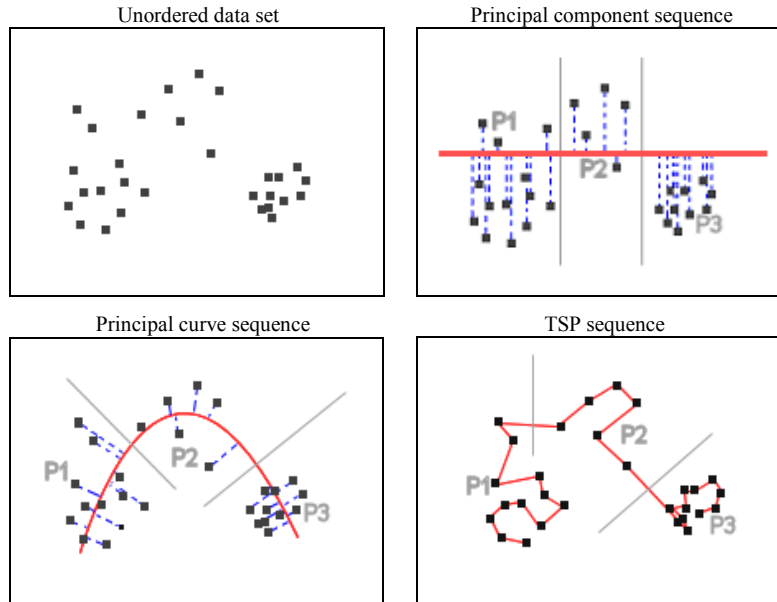 Unordered data set
Principal component sequence
P1
P2
P3
Principal curve sequence
P1
P2
P3
TSP sequence
P1
P2
P3